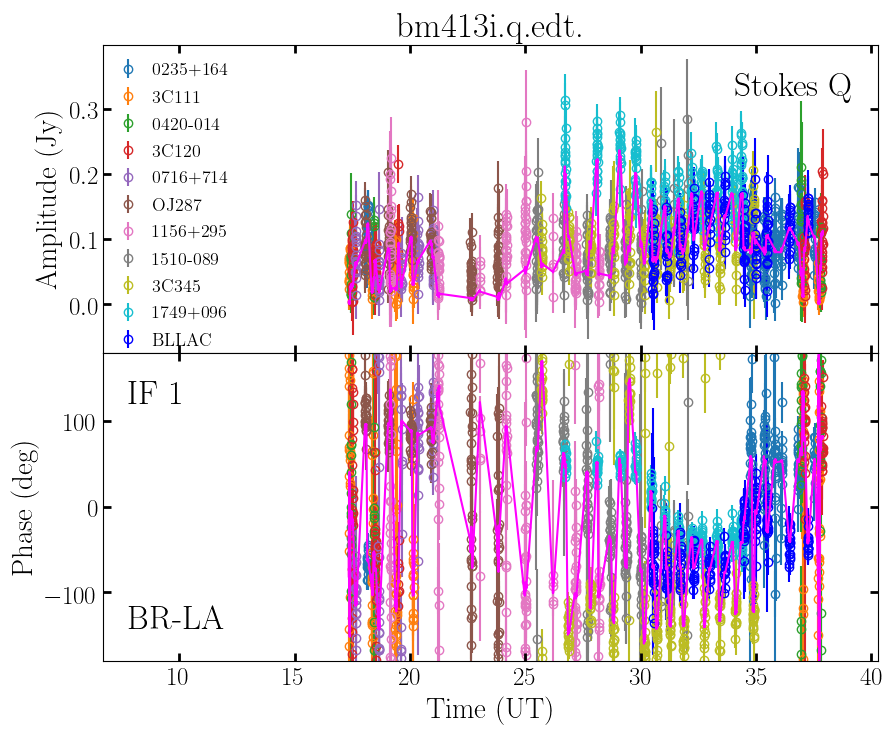 bm413i.q.edt.
Stokes Q
0235+164
3C111
0420-014
3C120
0716+714
OJ287
1156+295
1510-089
3C345
1749+096
BLLAC
Amplitude (Jy)
0.3
0.2
0.1
0.0
IF 1
BR-LA
Phase (deg)
100
0
−100
10 15 20 25 30 35 40
Time (UT)